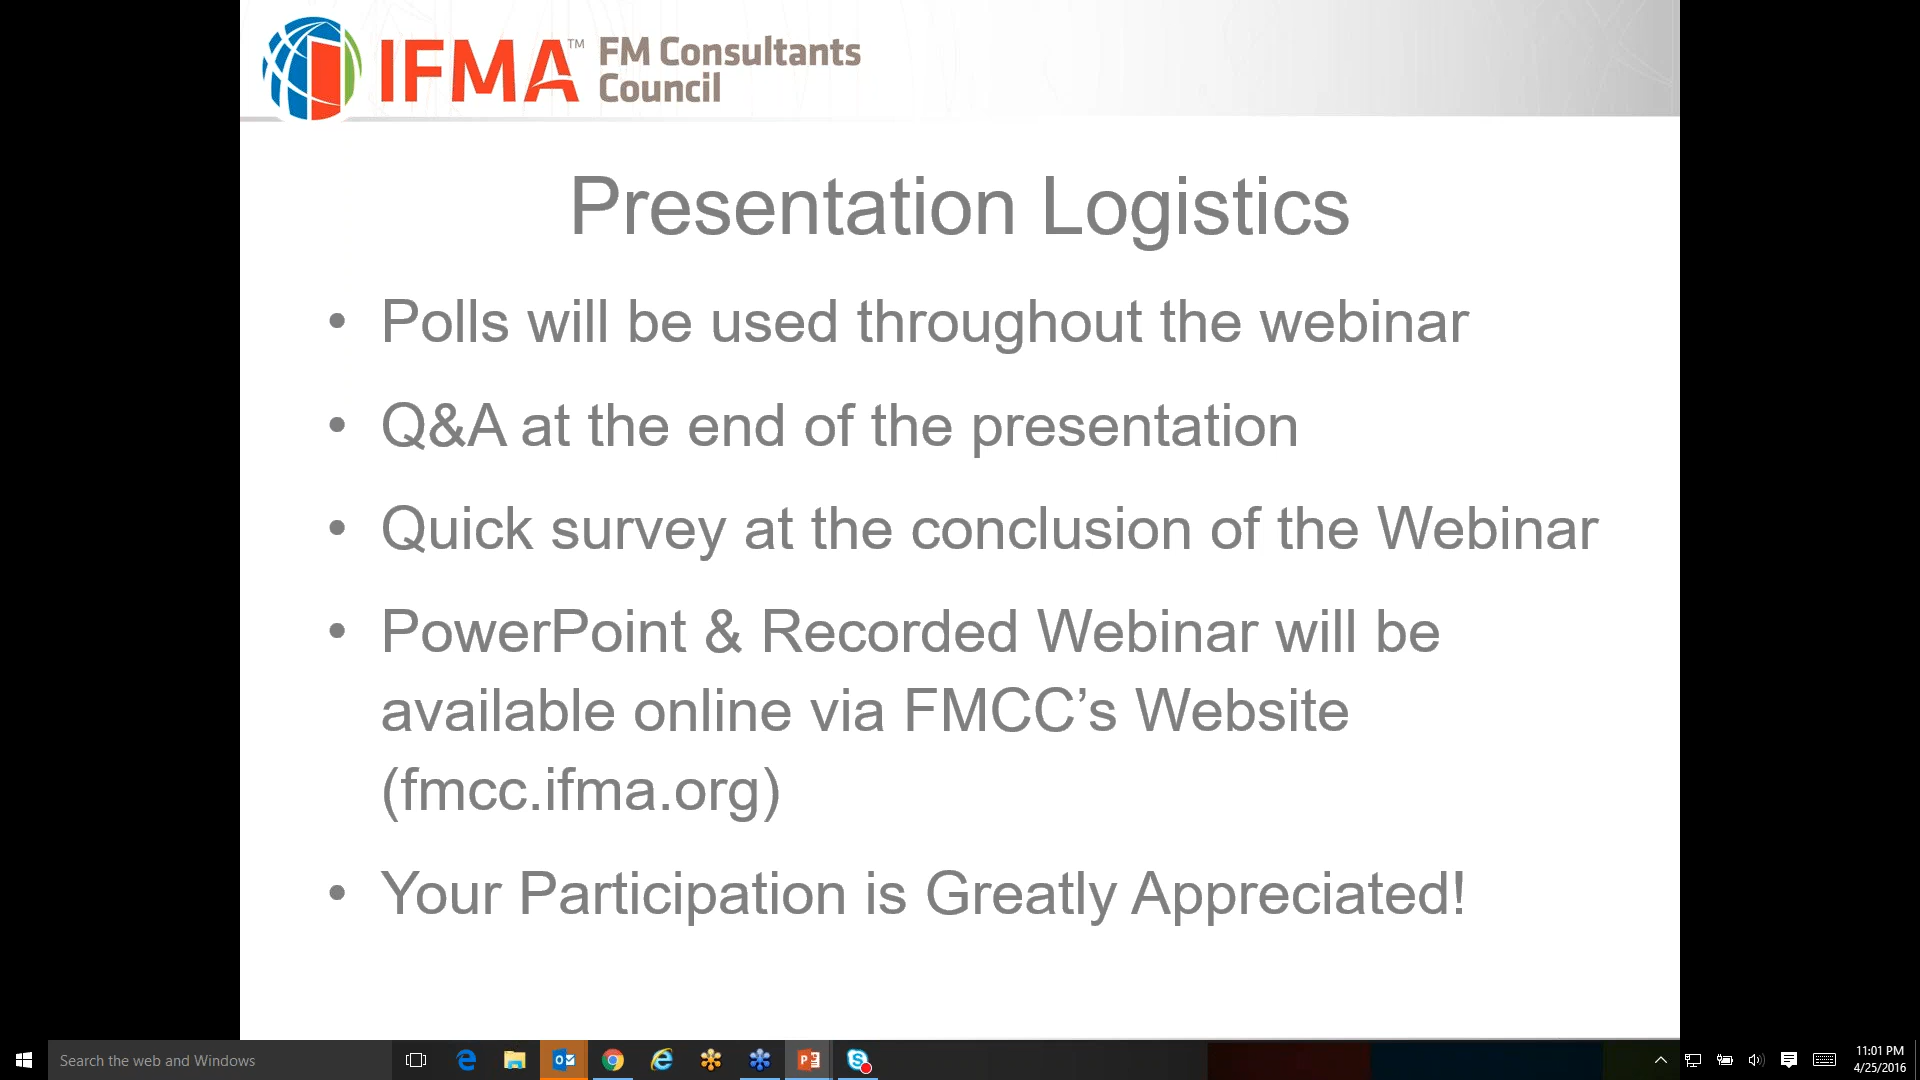 IFMA™ FM Consultants
Council
Presentation Logistics
• Polls will be used throughout the webinar
• Q&A at the end of the presentation
• Quick survey at the conclusion of the Webinar
• PowerPoint & Recorded Webinar will be
available online via FMCC’s Website
(fmcc.ifma.org)
• Your Participation is Greatly Appreciated!
Search the web and Windows
11:01 PM
4/25/2016